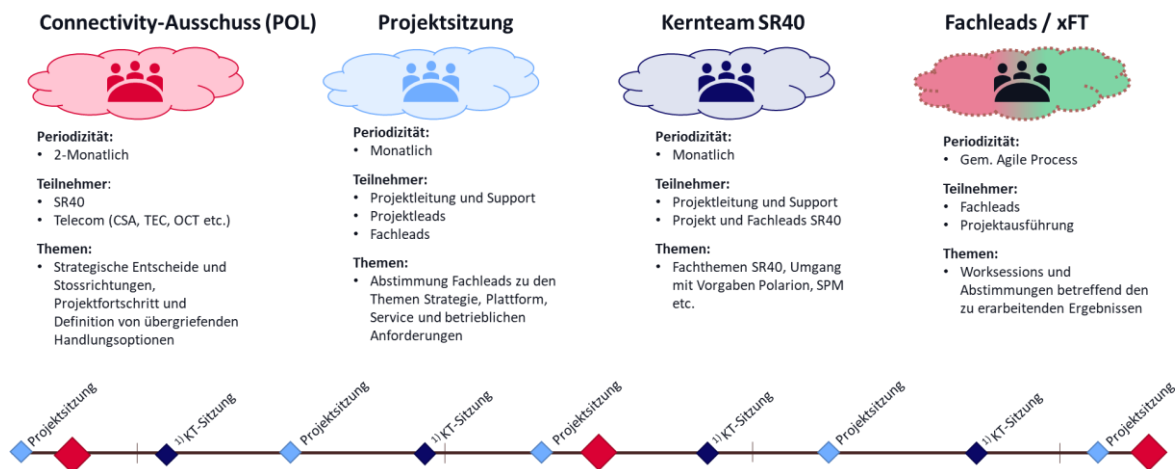 Connectivity-Ausschuss (POL)
Periodizität:
• 2-Monatlich
Teilnehmer:
• SR40
• Telecom (CSA, TEC, OCT etc.)
Themen:
• Strategische Entscheide und
Stossrichtungen,
Projektfortschritt und
Definition von übergriefenden
Handlungsoptionen
Projektsitzung
Periodizität:
• Monatlich
Teilnehmer:
• Projektleitung und Support
• Projektleads
• Fachleads
Themen:
• Abstimmung Fachleads zu den
Themen Strategie, Plattform,
Service und betrieblichen
Anforderungen
Kernteam SR40
Periodizität:
• Monatlich
Teilnehmer:
• Projektleitung und Support
• Projekt und Fachleads SR40
Themen:
• Fachthemen SR40, Umgang
mit Vorgaben Polarion, SPM
etc.
Fachleads / xFT
Periodizität:
• Gem. Agile Process
Teilnehmer:
• Fachleads
• Projektausführung
Themen:
• Worksessions und
Abstimmungen betreffend den
zu erarbeitenden Ergebnissen
Projektsitzung
1) KT-Sitzung
Projektsitzung
1) KT-Sitzung
Projektsitzung
1) KT-Sitzung
Projektsitzung
1) KT-Sitzung
Projektsitzung